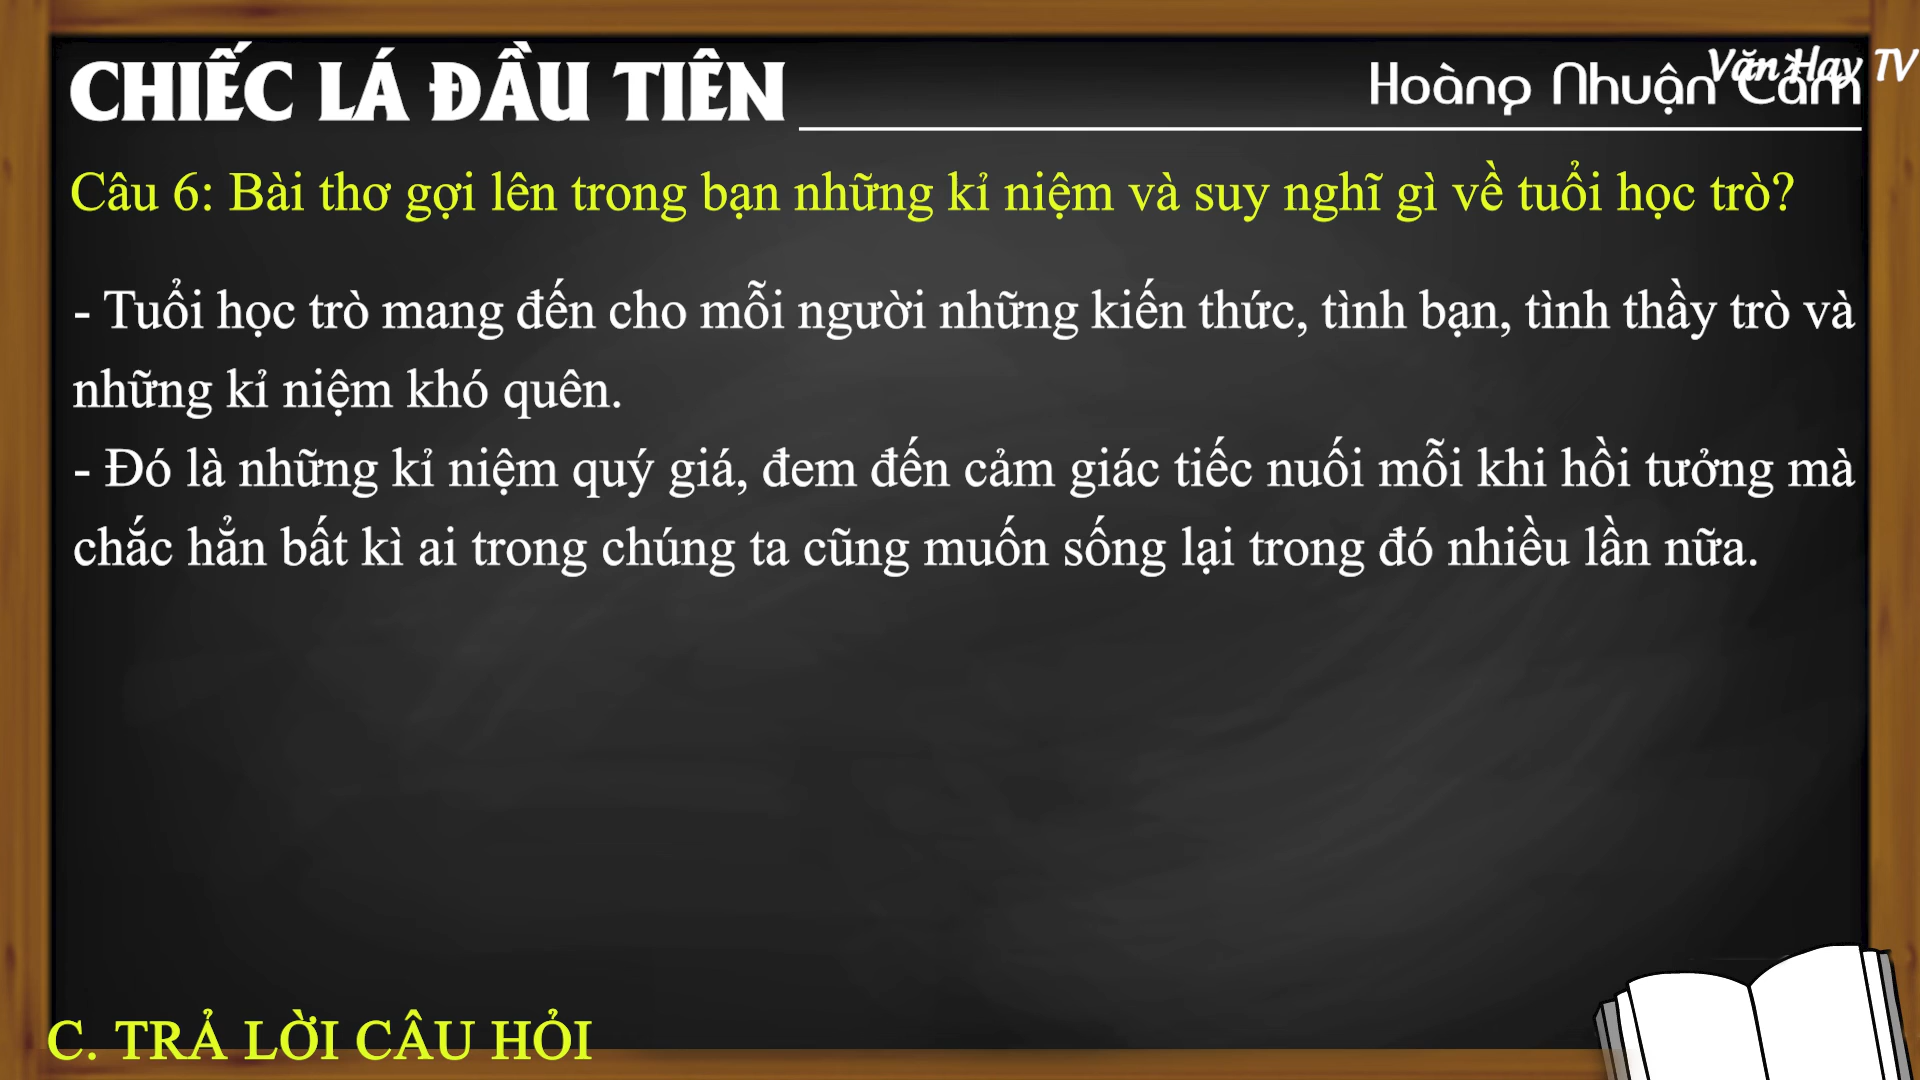 CHIẾC LÁ ĐẦU TIÊN
Hoàng Nhuận Cầm
Văn Hay TV
Câu 6: Bài thơ gợi lên trong bạn những kỉ niệm và suy nghĩ gì về tuổi học trò?
- Tuổi học trò mang đến cho mỗi người những kiến thức, tình bạn, tình thầy trò và
những kỉ niệm khó quên.
- Đó là những kỉ niệm quý giá, đem đến cảm giác tiếc nuối mỗi khi hồi tưởng mà
chắc hẳn bất kì ai trong chúng ta cũng muốn sống lại trong đó nhiều lần nữa.
C. TRẢ LỜI CÂU HỎI